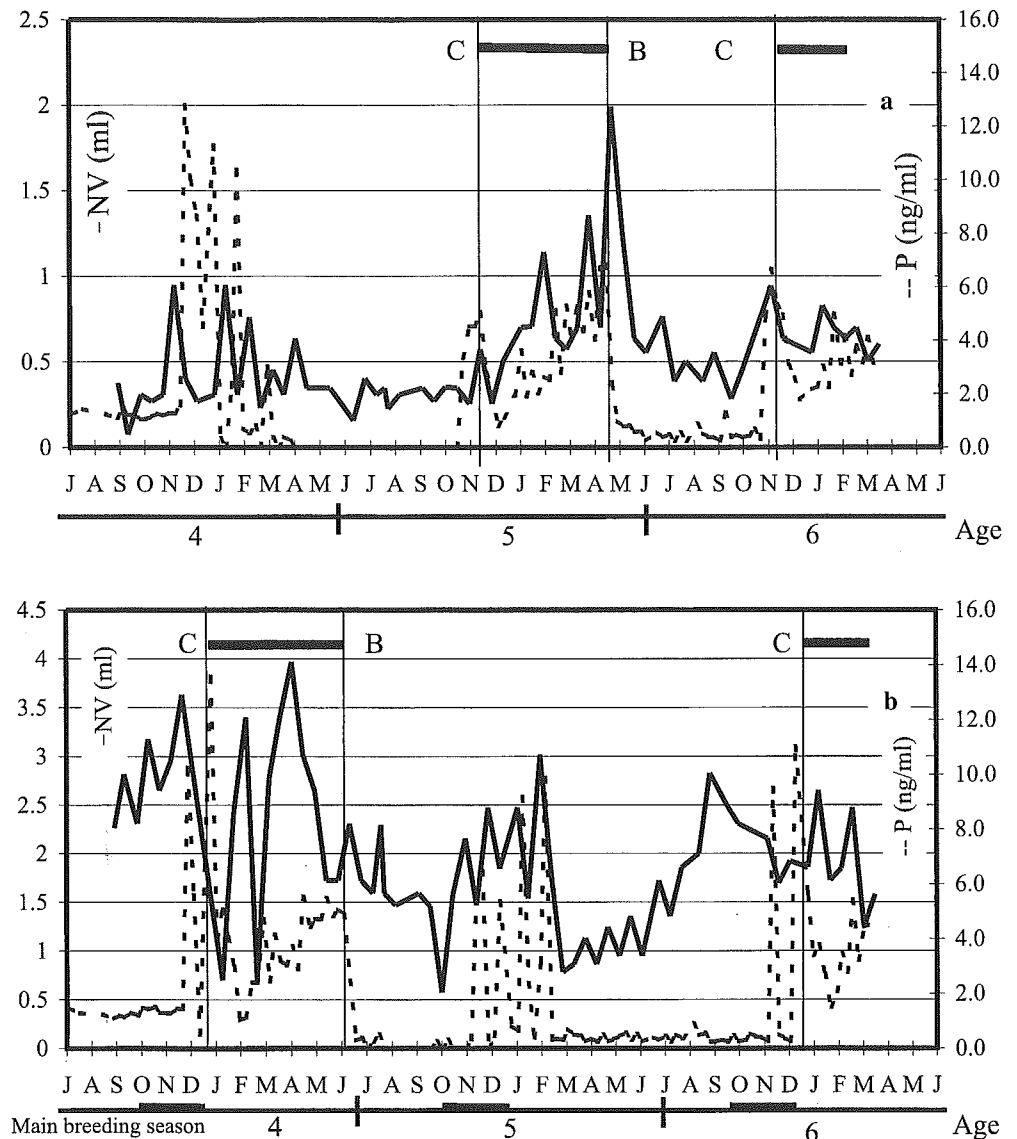 2.5 16.0
C B C
14.0
2 a 12.0
–NV (ml)
1.5 10.0
-- P (ng/ml)
1 8.0
6.0
0.5 4.0
2.0
0 0.0
J A S O N D J F M A M J J A S O N D J F M A M J J A S O N D J F M A M J
4 5 6 Age
4.5 16.0
C B C
4 14.0
–NV (ml)
b
3.5 12.0
3 10.0
2.5
-- P (ng/ml)
8.0
2
1.5 6.0
1 4.0
0.5 2.0
0 0.0
J A S O N D J F M A M J J A S O N D J F M A M J J A S O N D J F M A M J
Main breeding season 4 5 6 Age